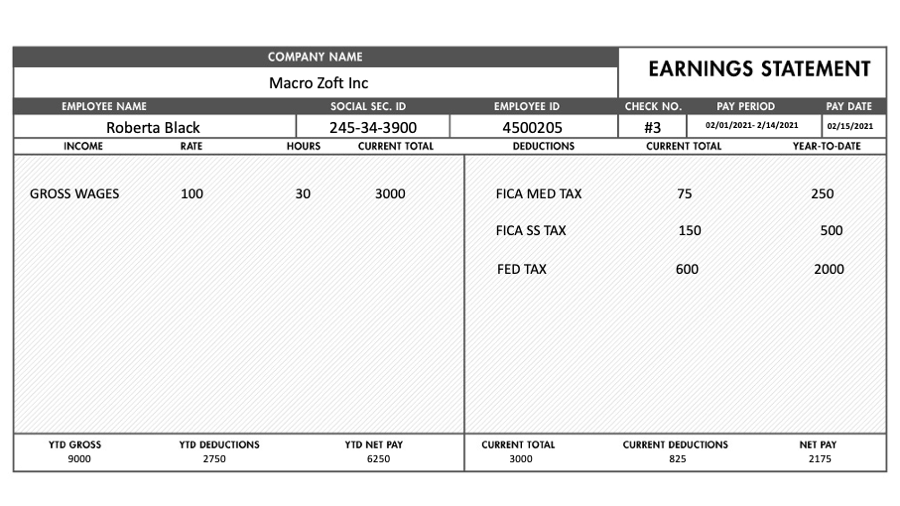 COMPANY NAME
EARNINGS STATEMENT
Macro Zoft Inc
EMPLOYEE NAME SOCIAL SEC. ID EMPLOYEE ID CHECK NO. PAY PERIOD PAY DATE
Roberta Black 245-34-3900 4500205 #3 02/01/2021- 2/14/2021 02/15/2021
INCOME RATE HOURS CURRENT TOTAL DEDUCTIONS CURRENT TOTAL YEAR-TO-DATE
GROSS WAGES 100 30 3000 FICA MED TAX 75 250
FICA SS TAX 150 500
FED TAX 600 2000
YTD GROSS YTD DEDUCTIONS YTD NET PAY CURRENT TOTAL CURRENT DEDUCTIONS NET PAY
9000 2750 6250 3000 825 2175